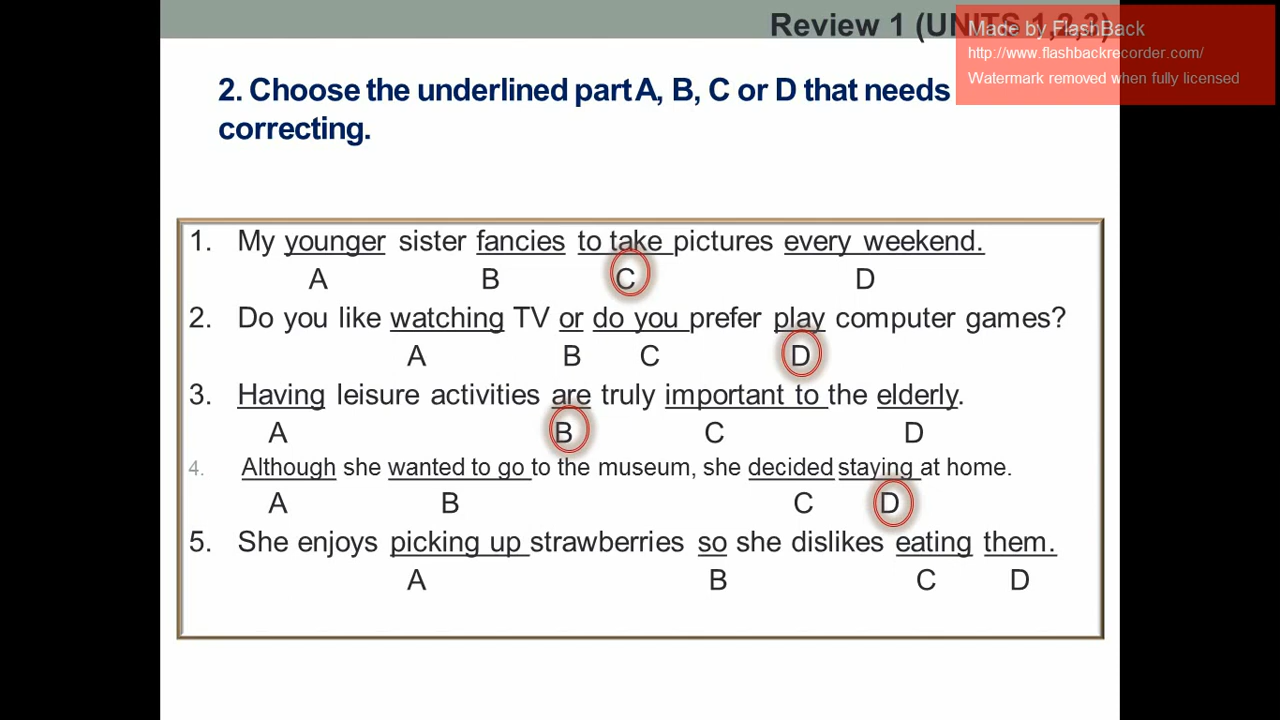 Review 1 (UNITS 1,2,3)
Made by FlashBack
http://www.flashbackrecorder.com/
Watermark removed when fully licensed
2. Choose the underlined part A, B, C or D that needs
correcting.
1. My younger sister fancies to take pictures every weekend.
A B C D
2. Do you like watching TV or do you prefer play computer games?
A B C D
3. Having leisure activities are truly important to the elderly.
A B C D
4. Although she wanted to go to the museum, she decided staying at home.
A B C D
5. She enjoys picking up strawberries so she dislikes eating them.
A B C D